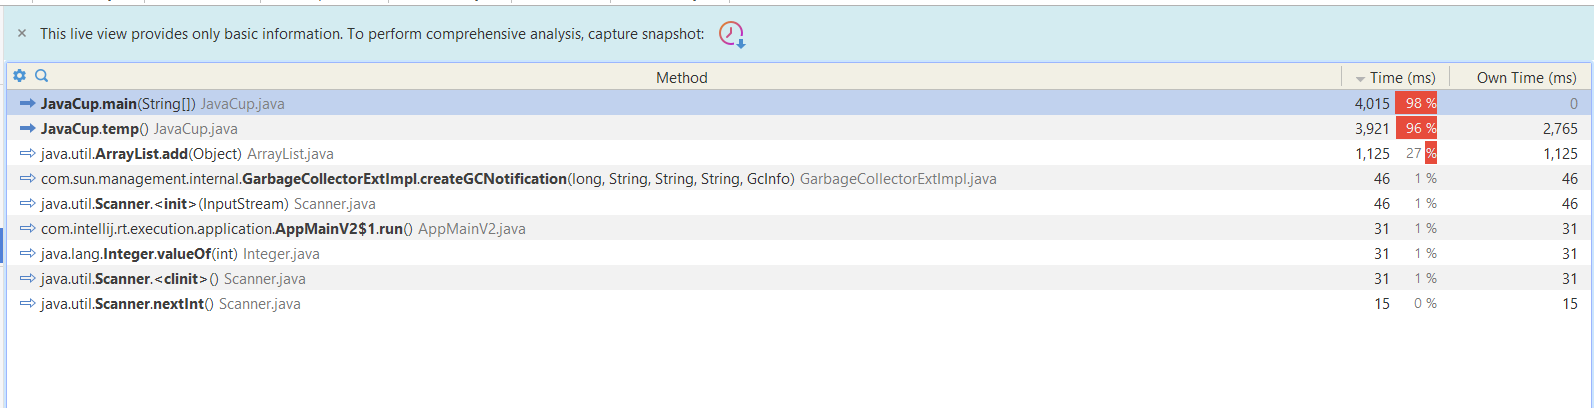 × This live view provides only basic information. To perform comprehensive analysis, capture snapshot:
Method Time (ms) Own Time (ms)
JavaCup.main(String[]) JavaCup.java 4,015 98 % 0
JavaCup.temp() JavaCup.java 3,921 96 % 2,765
java.util.ArrayList.add(Object) ArrayList.java 1,125 27 % 1,125
com.sun.management.internal.GarbageCollectorExtImpl.createGCNotification(long, String, String, String, GcInfo) GarbageCollectorExtImpl.java 46 1 % 46
java.util.Scanner.<init>(InputStream) Scanner.java 46 1 % 46
com.intellij.rt.execution.application.AppMainV2$1.run() AppMainV2.java 31 1 % 31
java.lang.Integer.valueOf(int) Integer.java 31 1 % 31
java.util.Scanner.<clinit>() Scanner.java 31 1 % 31
java.util.Scanner.nextInt() Scanner.java 15 0 % 15